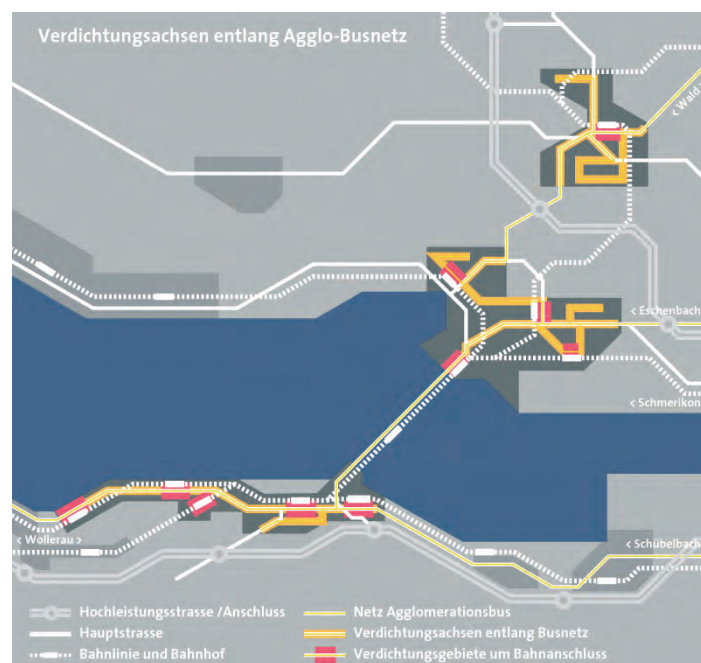 Verdichtungsachsen entlang Agglo-Busnetz
< Wald >
< Eschenbach
< Schmerikon
< Wollerau >
< Schübelbach
Hochleistungsstrasse /Anschluss
Hauptstrasse
Bahnlinie und Bahnhof
Netz Agglomerationsbus
Verdichtungsachsen entlang Busnetz
Verdichtungsgebiete um Bahnanschluss